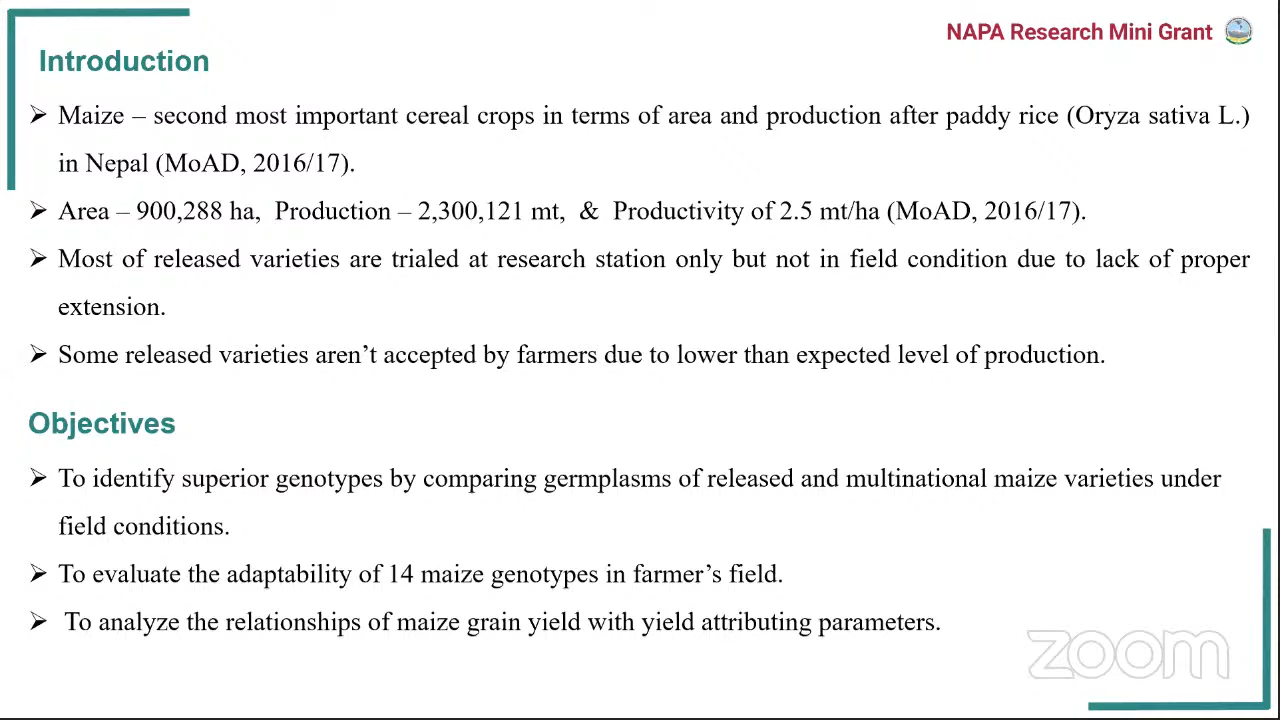 NAPA Research Mini Grant
Introduction
➢ Maize – second most important cereal crops in terms of area and production after paddy rice (Oryza sativa L.)
in Nepal (MoAD, 2016/17).
➢ Area – 900,288 ha, Production – 2,300,121 mt, & Productivity of 2.5 mt/ha (MoAD, 2016/17).
➢ Most of released varieties are trialed at research station only but not in field condition due to lack of proper
extension.
➢ Some released varieties aren’t accepted by farmers due to lower than expected level of production.
Objectives
➢ To identify superior genotypes by comparing germplasms of released and multinational maize varieties under
field conditions.
➢ To evaluate the adaptability of 14 maize genotypes in farmer’s field.
➢ To analyze the relationships of maize grain yield with yield attributing parameters.
zoom